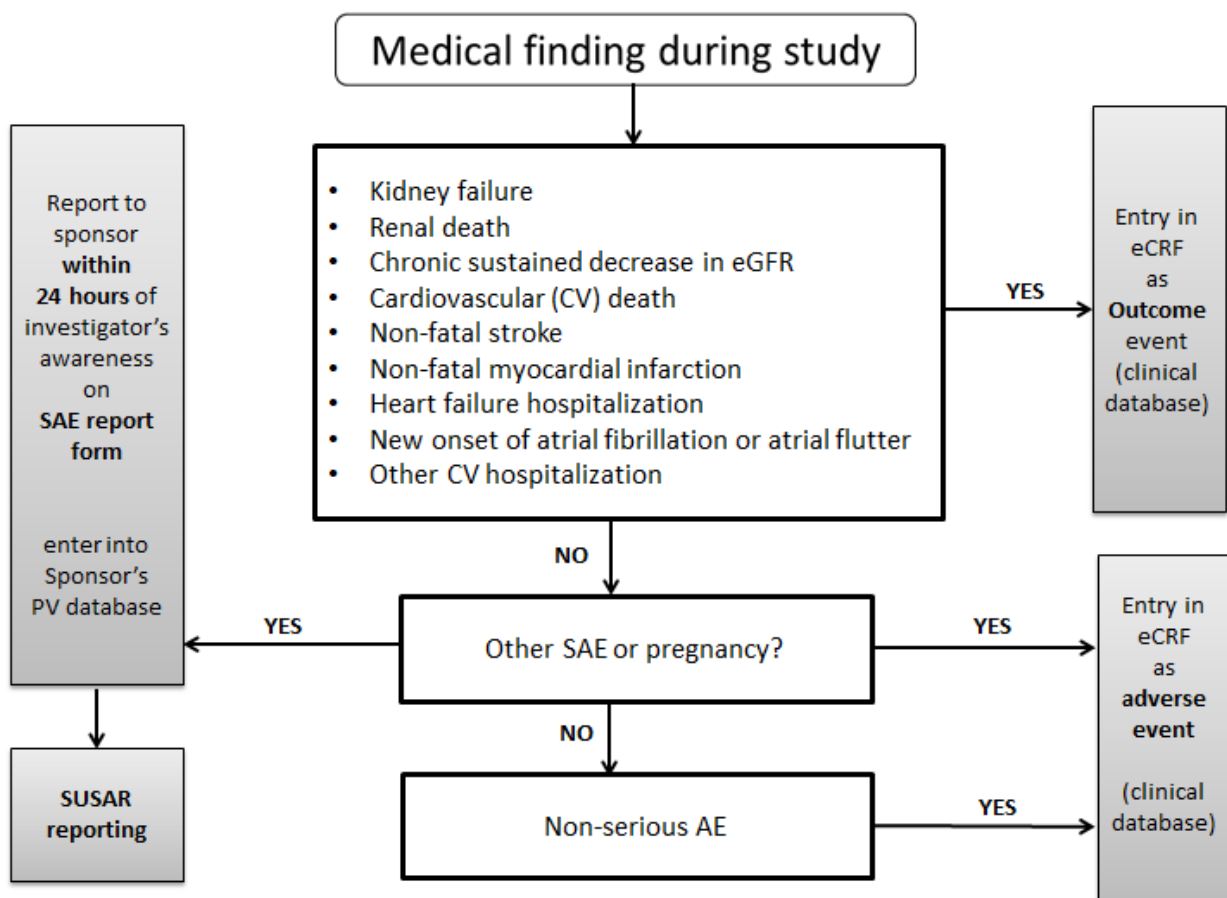 Medical finding during study
Report to
sponsor
within
24 hours of
investigator's
awareness
on
SAE report
form
enter into
Sponsor's
PV database
• Kidney failure
• Renal death
• Chronic sustained decrease in eGFR
• Cardiovascular (CV) death
• Non-fatal stroke
• Non-fatal myocardial infarction
• Heart failure hospitalization
• New onset of atrial fibrillation or atrial flutter
• Other CV hospitalization
YES
Entry in
eCRF
as
Outcome
event
(clinical
database)
NO
YES
Other SAE or pregnancy?
YES
Entry in
eCRF
as
adverse
event
(clinical
database)
NO
SUSAR
reporting
Non-serious AE
YES